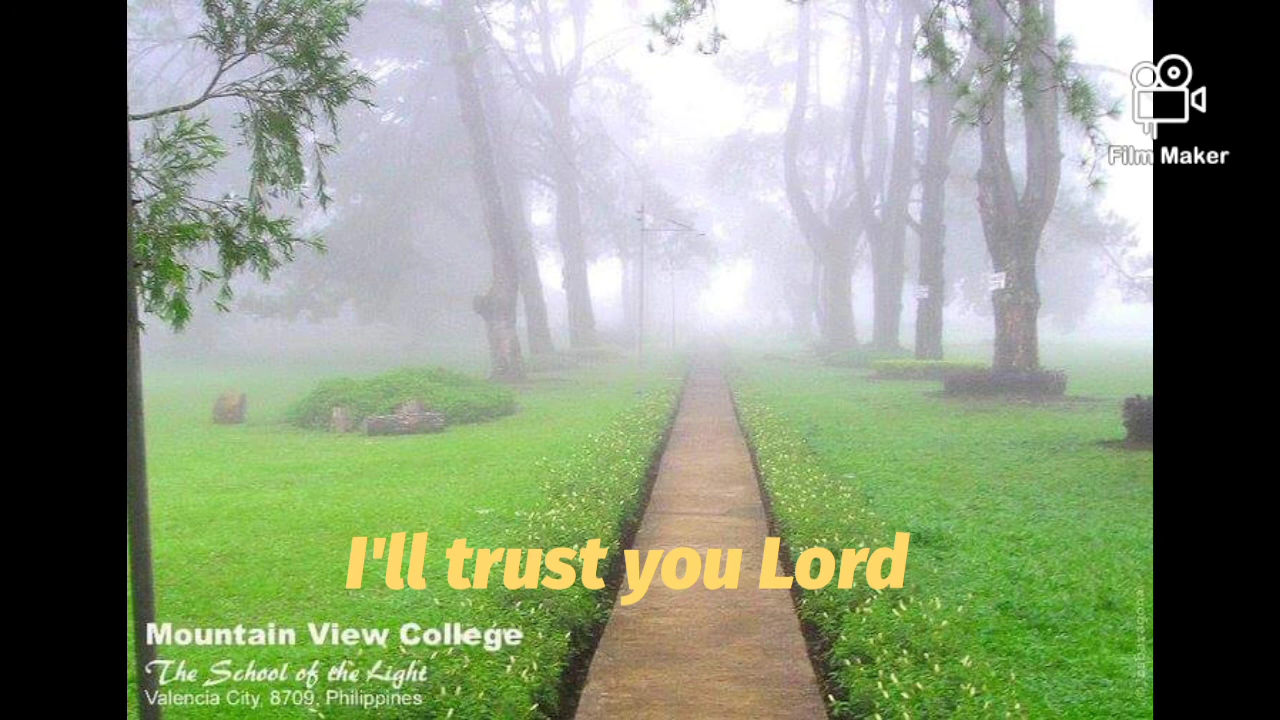 Film Maker
I'll trust you Lord
Mountain View College
The School of the Light
Valencia City, 8709, Philippines